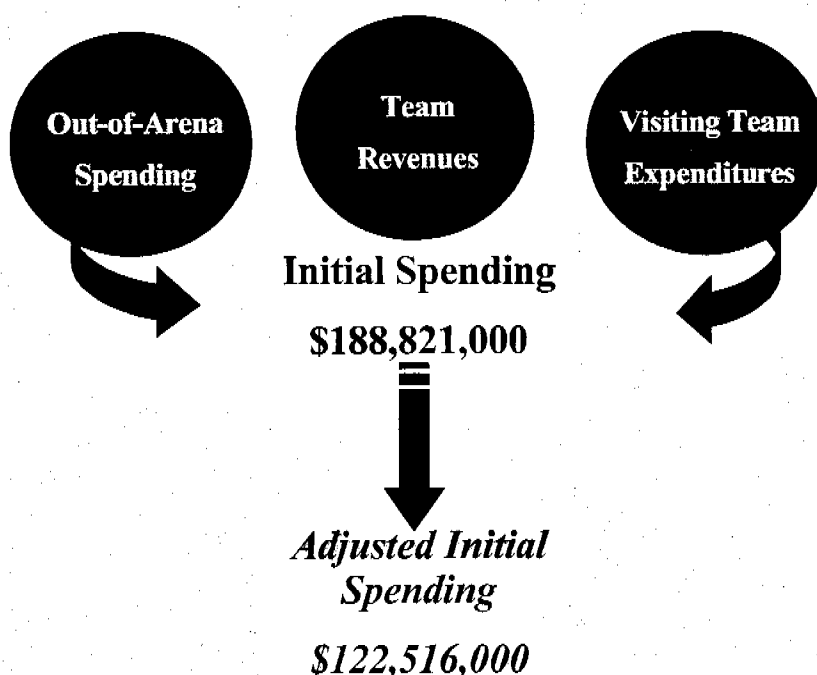 Out-of-Arena
Spending
Team
Revenues
Visiting Team
Expenditures
Initial Spending
$188,821,000
Adjusted Initial
Spending
$122,516,000